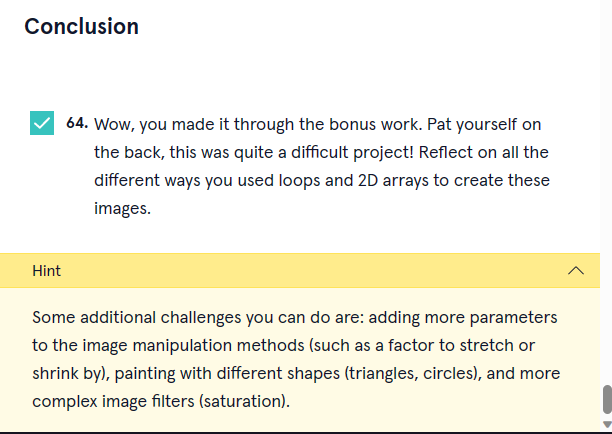 Conclusion
64. Wow, you made it through the bonus work. Pat yourself on
the back, this was quite a difficult project! Reflect on all the
different ways you used loops and 2D arrays to create these
images.
Hint
Some additional challenges you can do are: adding more parameters
to the image manipulation methods (such as a factor to stretch or
shrink by), painting with different shapes (triangles, circles), and more
complex image filters (saturation).